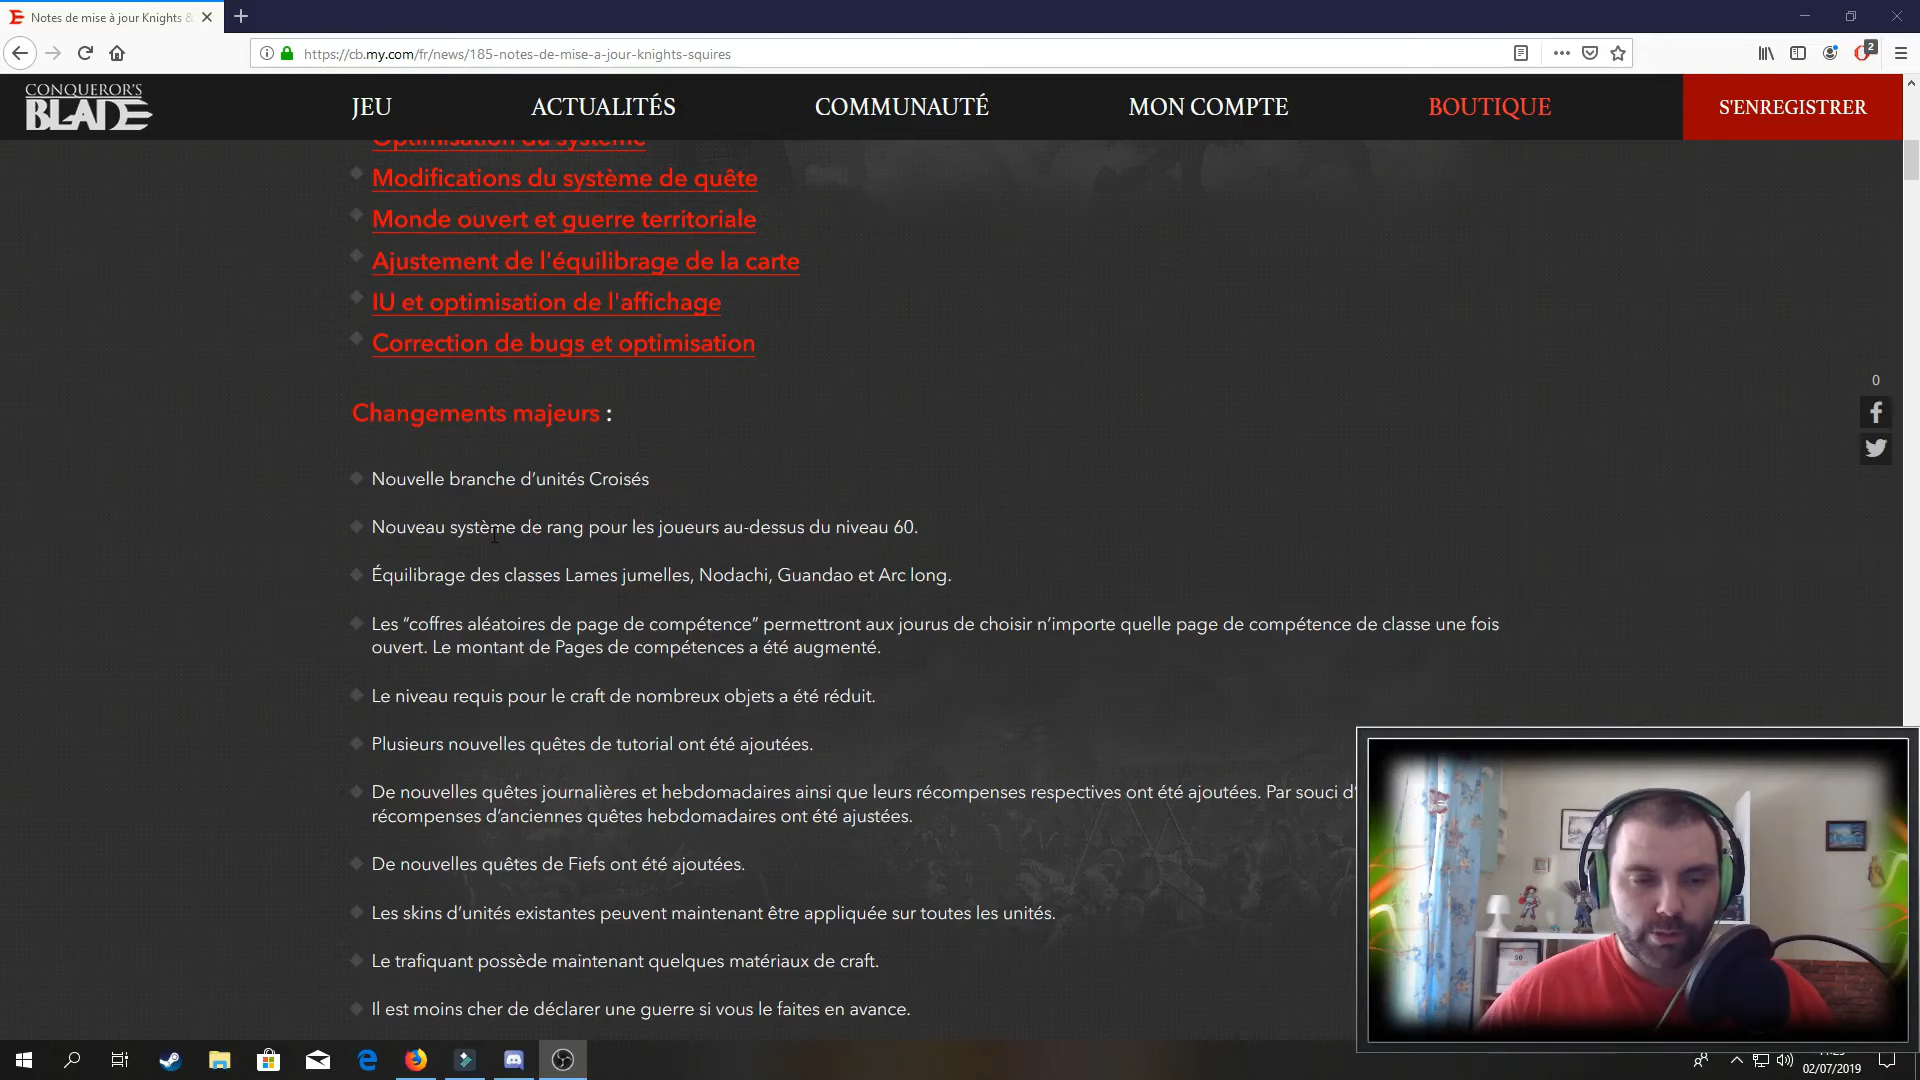 Notes de mise à jour Knights &
https://cb.my.com/fr/news/185-notes-de-mise-a-jour-knights-squires
2
CONQUEROR'S
BLADE
JEU
ACTUALITÉS
COMMUNAUTÉ
MON COMPTE
BOUTIQUE
S'ENREGISTRER
Optimisation du système
Modifications du système de quête
Monde ouvert et guerre territoriale
Ajustement de l'équilibrage de la carte
IU et optimisation de l'affichage
Correction de bugs et optimisation
0
Changements majeurs :
Nouvelle branche d’unités Croisés
Nouveau système de rang pour les joueurs au-dessus du niveau 60.
Équilibrage des classes Lames jumelles, Nodachi, Guandao et Arc long.
Les “coffres aléatoires de page de compétence” permettront aux jourus de choisir n’importe quelle page de compétence de classe une fois
ouvert. Le montant de Pages de compétences a été augmenté.
Le niveau requis pour le craft de nombreux objets a été réduit.
Plusieurs nouvelles quêtes de tutorial ont été ajoutées.
De nouvelles quêtes journalières et hebdomadaires ainsi que leurs récompenses respectives ont été ajoutées. Par souci d’
récompenses d’anciennes quêtes hebdomadaires ont été ajustées.
De nouvelles quêtes de Fiefs ont été ajoutées.
Les skins d’unités existantes peuvent maintenant être appliquée sur toutes les unités.
Le trafiquant possède maintenant quelques matériaux de craft.
Il est moins cher de déclarer une guerre si vous le faites en avance.
50
02/07/2019